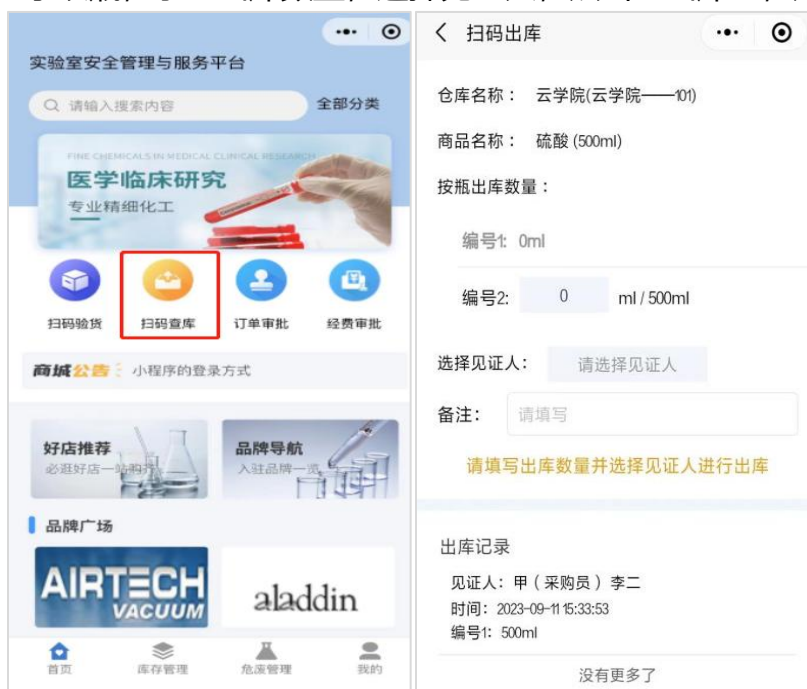 实验室安全管理与服务平台
请输入搜索内容
全部分类
FINE CHEMICALS IN MEDICAL CLINICAL RESEARCH
医学临床研究
专业精细化工
扫码验货
扫码查库
订单审批
经费审批
商城公告
小程序的登录方式
好店推荐
品牌导航
入驻品牌一览
品牌广场
AIRTECH
VACUUM
aladdin
首页
库存管理
危废管理
我的
扫码出库
仓库名称： 云学院(云学院——101)
商品名称： 硫酸 (500ml)
按瓶出库数量：
编号1: 0ml
编号2: 0 ml / 500ml
选择见证人： 请选择见证人
备注： 请填写
请填写出库数量并选择见证人进行出库
出库记录
见证人：甲（采购员）李二
时间：2023-09-11 15:33:53
编号1: 500ml
没有更多了